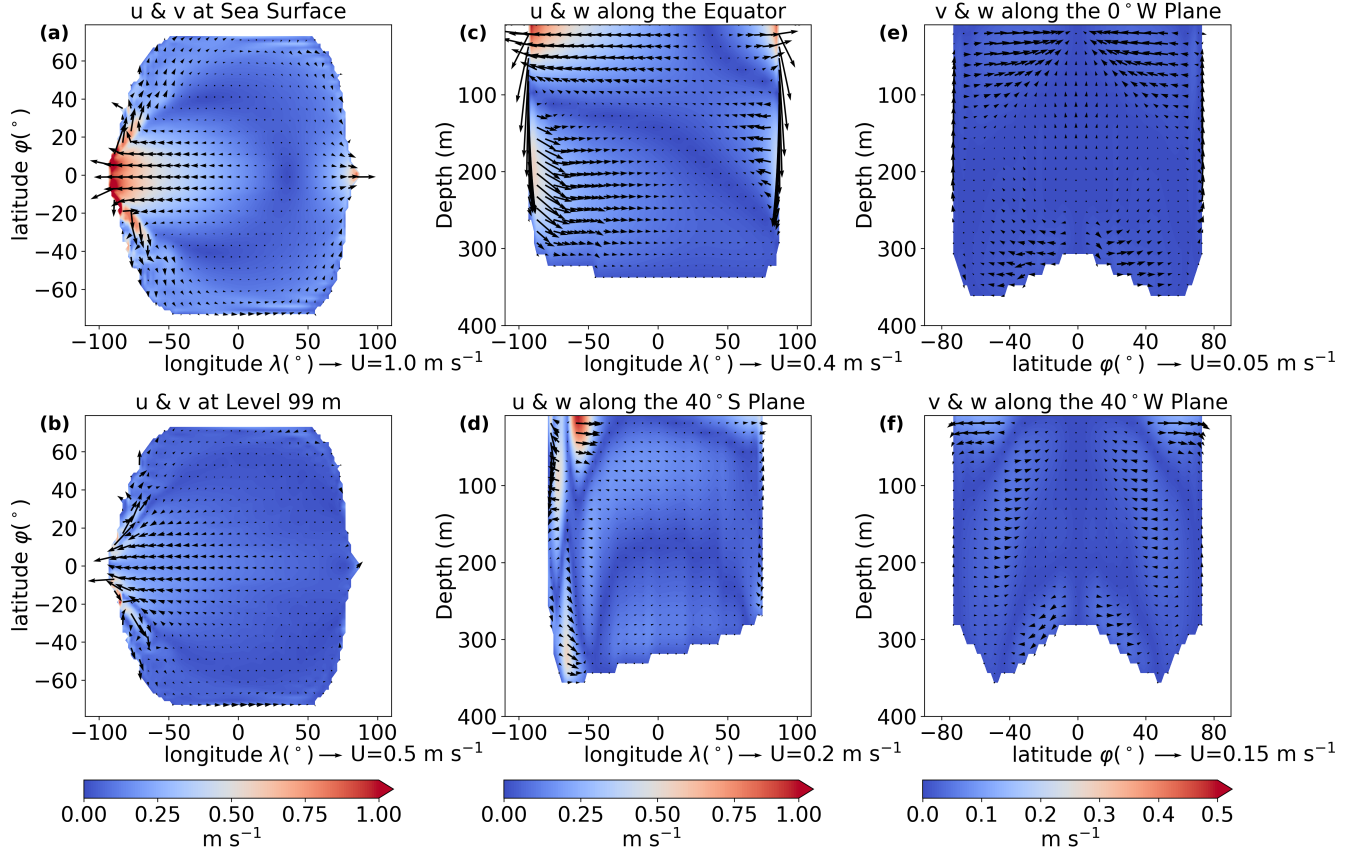 u & v at Sea Surface
(a)
60
40
20
0
−20
−40
−60
latitude φ(°)
−100 −50 0 50 100
longitude λ(°) → U=1.0 m s⁻¹
u & w along the Equator
(c)
100
200
300
400
Depth (m)
−100 −50 0 50 100
longitude λ(°) → U=0.4 m s⁻¹
v & w along the 0°W Plane
(e)
100
200
300
400
Depth (m)
−80 −40 0 40 80
latitude φ(°) → U=0.05 m s⁻¹
u & v at Level 99 m
(b)
60
40
20
0
−20
−40
−60
latitude φ(°)
−100 −50 0 50 100
longitude λ(°) → U=0.5 m s⁻¹
u & w along the 40°S Plane
(d)
100
200
300
400
Depth (m)
−100 −50 0 50 100
longitude λ(°) → U=0.2 m s⁻¹
v & w along the 40°W Plane
(f)
100
200
300
400
Depth (m)
−80 −40 0 40 80
latitude φ(°) → U=0.15 m s⁻¹
0.00 0.25 0.50 0.75 1.00
m s⁻¹
0.00 0.25 0.50 0.75 1.00
m s⁻¹
0.0 0.1 0.2 0.3 0.4 0.5
m s⁻¹